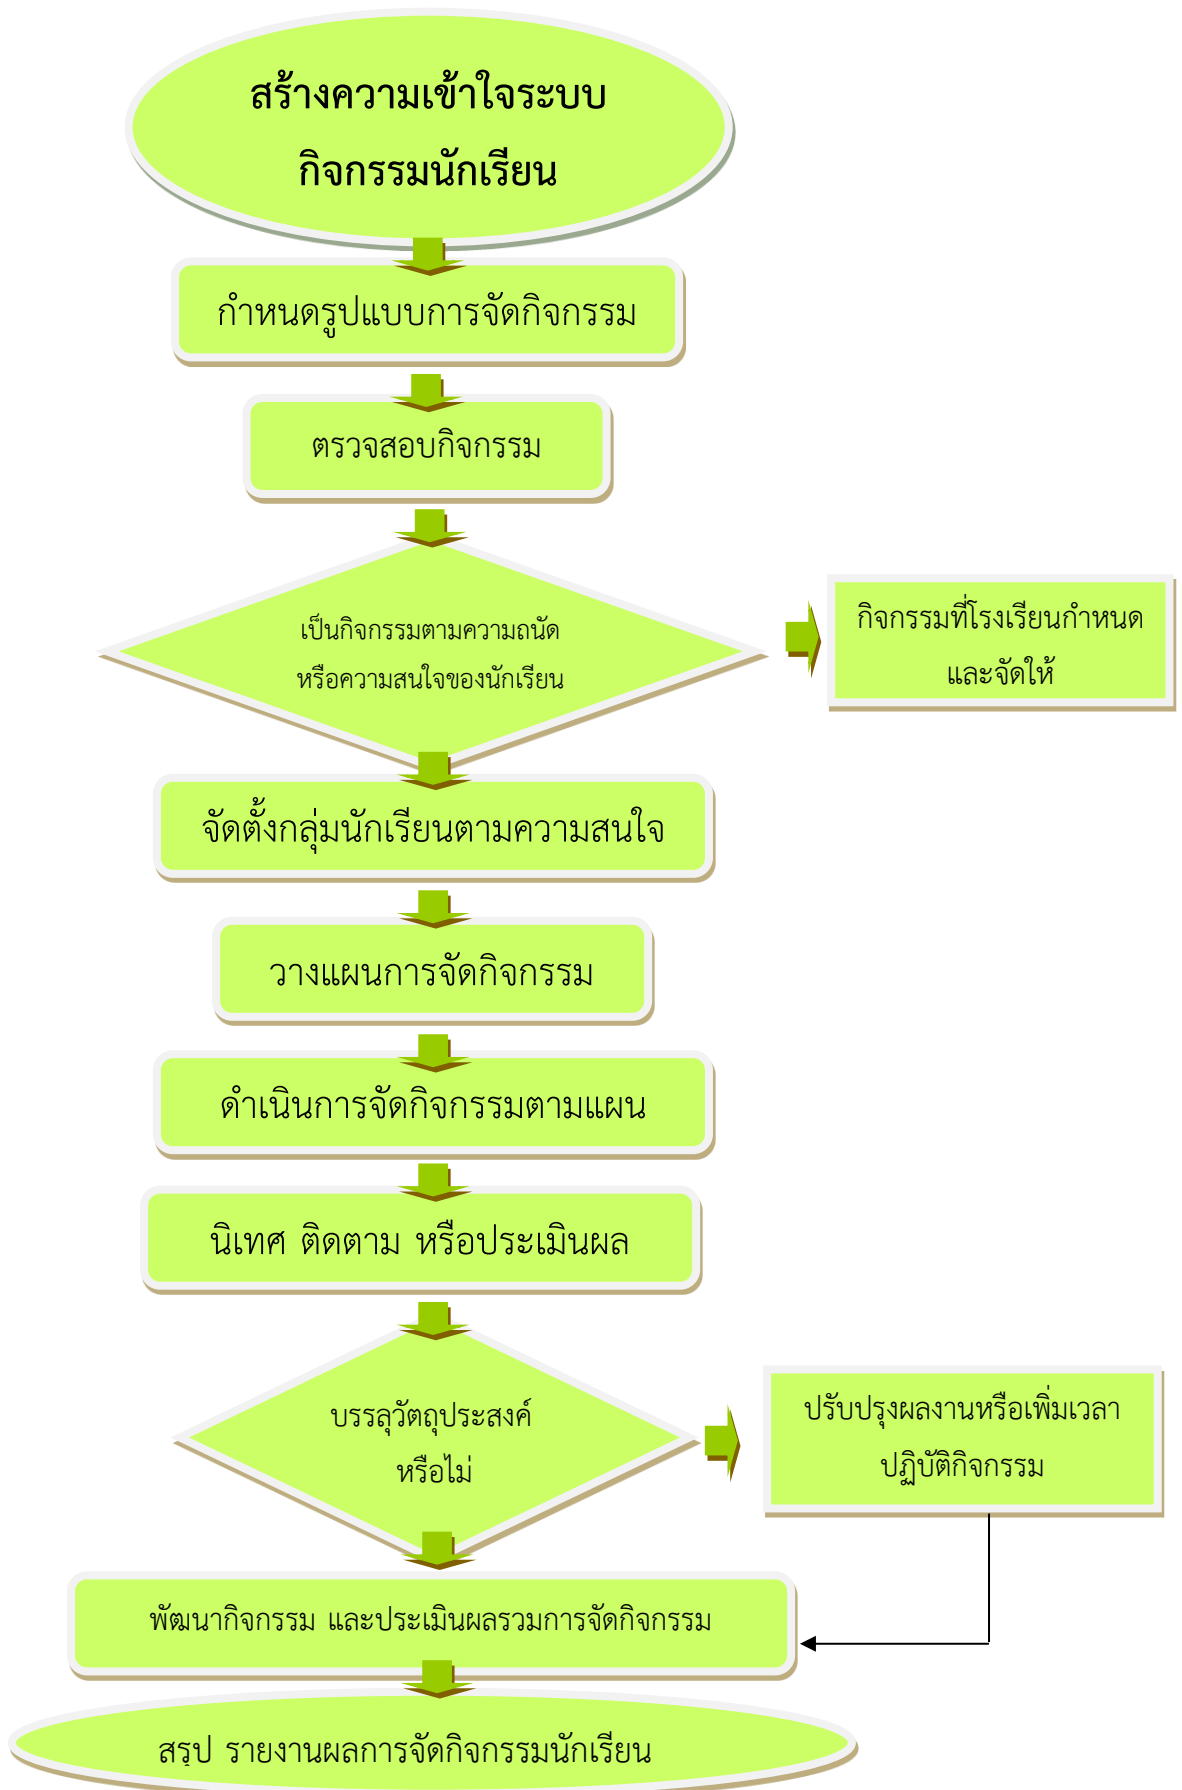 สร้างความเข้าใจระบบ
กิจกรรมนักเรียน
กำหนดรูปแบบการจัดกิจกรรม
ตรวจสอบกิจกรรม
เป็นกิจกรรมตามความถนัด
หรือความสนใจของนักเรียน
กิจกรรมที่โรงเรียนกำหนด
และจัดให้
จัดตั้งกลุ่มนักเรียนตามความสนใจ
วางแผนการจัดกิจกรรม
ดำเนินการจัดกิจกรรมตามแผน
นิเทศ ติดตาม หรือประเมินผล
บรรลุวัตถุประสงค์
หรือไม่
ปรับปรุงผลงานหรือเพิ่มเวลา
ปฏิบัติกิจกรรม
พัฒนากิจกรรม และประเมินผลรวมการจัดกิจกรรม
สรุป รายงานผลการจัดกิจกรรมนักเรียน